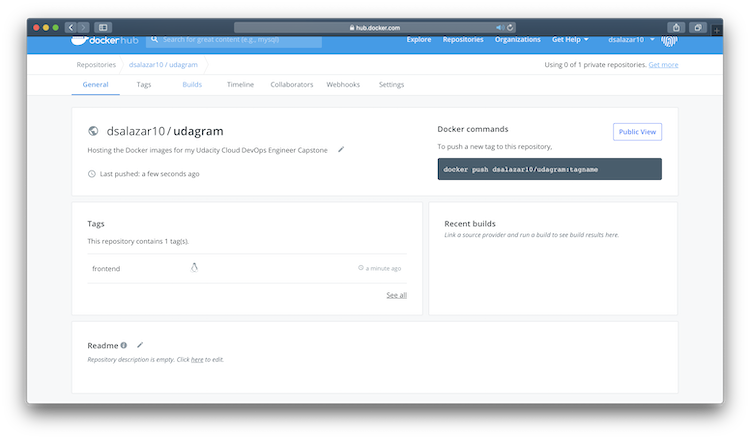 hub.docker.com
dockerhub
Search for great content (e.g., mysql)
Explore Repositories Organizations Get Help dsalazar10
Repositories dsalazar10 / udagram Using 0 of 1 private repositories. Get more
General Tags Builds Timeline Collaborators Webhooks Settings
dsalazar10 / udagram
Hosting the Docker images for my Udacity Cloud DevOps Engineer Capstone
Last pushed: a few seconds ago
Docker commands
Public View
To push a new tag to this repository,
docker push dsalazar10/udagram:tagname
Tags
This repository contains 1 tag(s).
frontend a minute ago
See all
Recent builds
Link a source provider and run a build to see build results here.
Readme
Repository description is empty. Click here to edit.